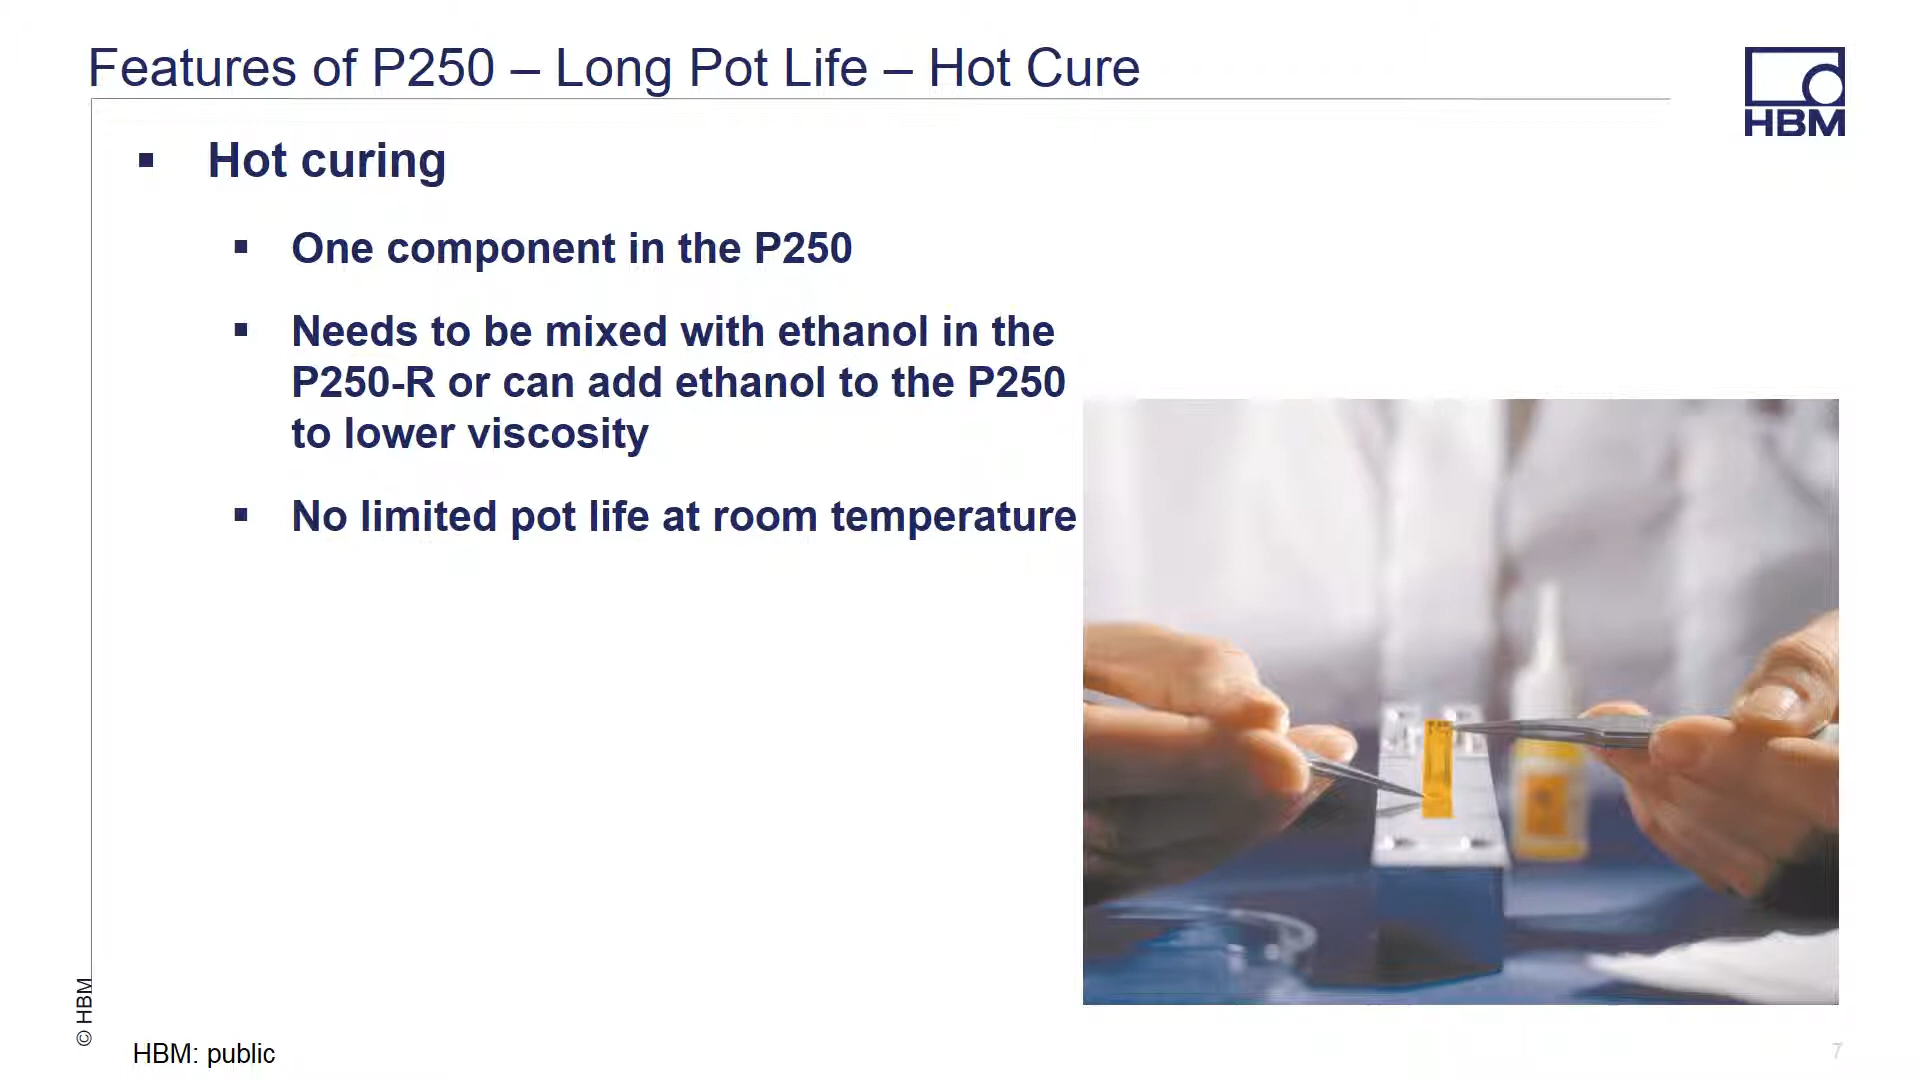 Features of P250 – Long Pot Life – Hot Cure
HBM
▪ Hot curing
▪ One component in the P250
▪ Needs to be mixed with ethanol in the
P250-R or can add ethanol to the P250
to lower viscosity
▪ No limited pot life at room temperature
© HBM
HBM: public
7